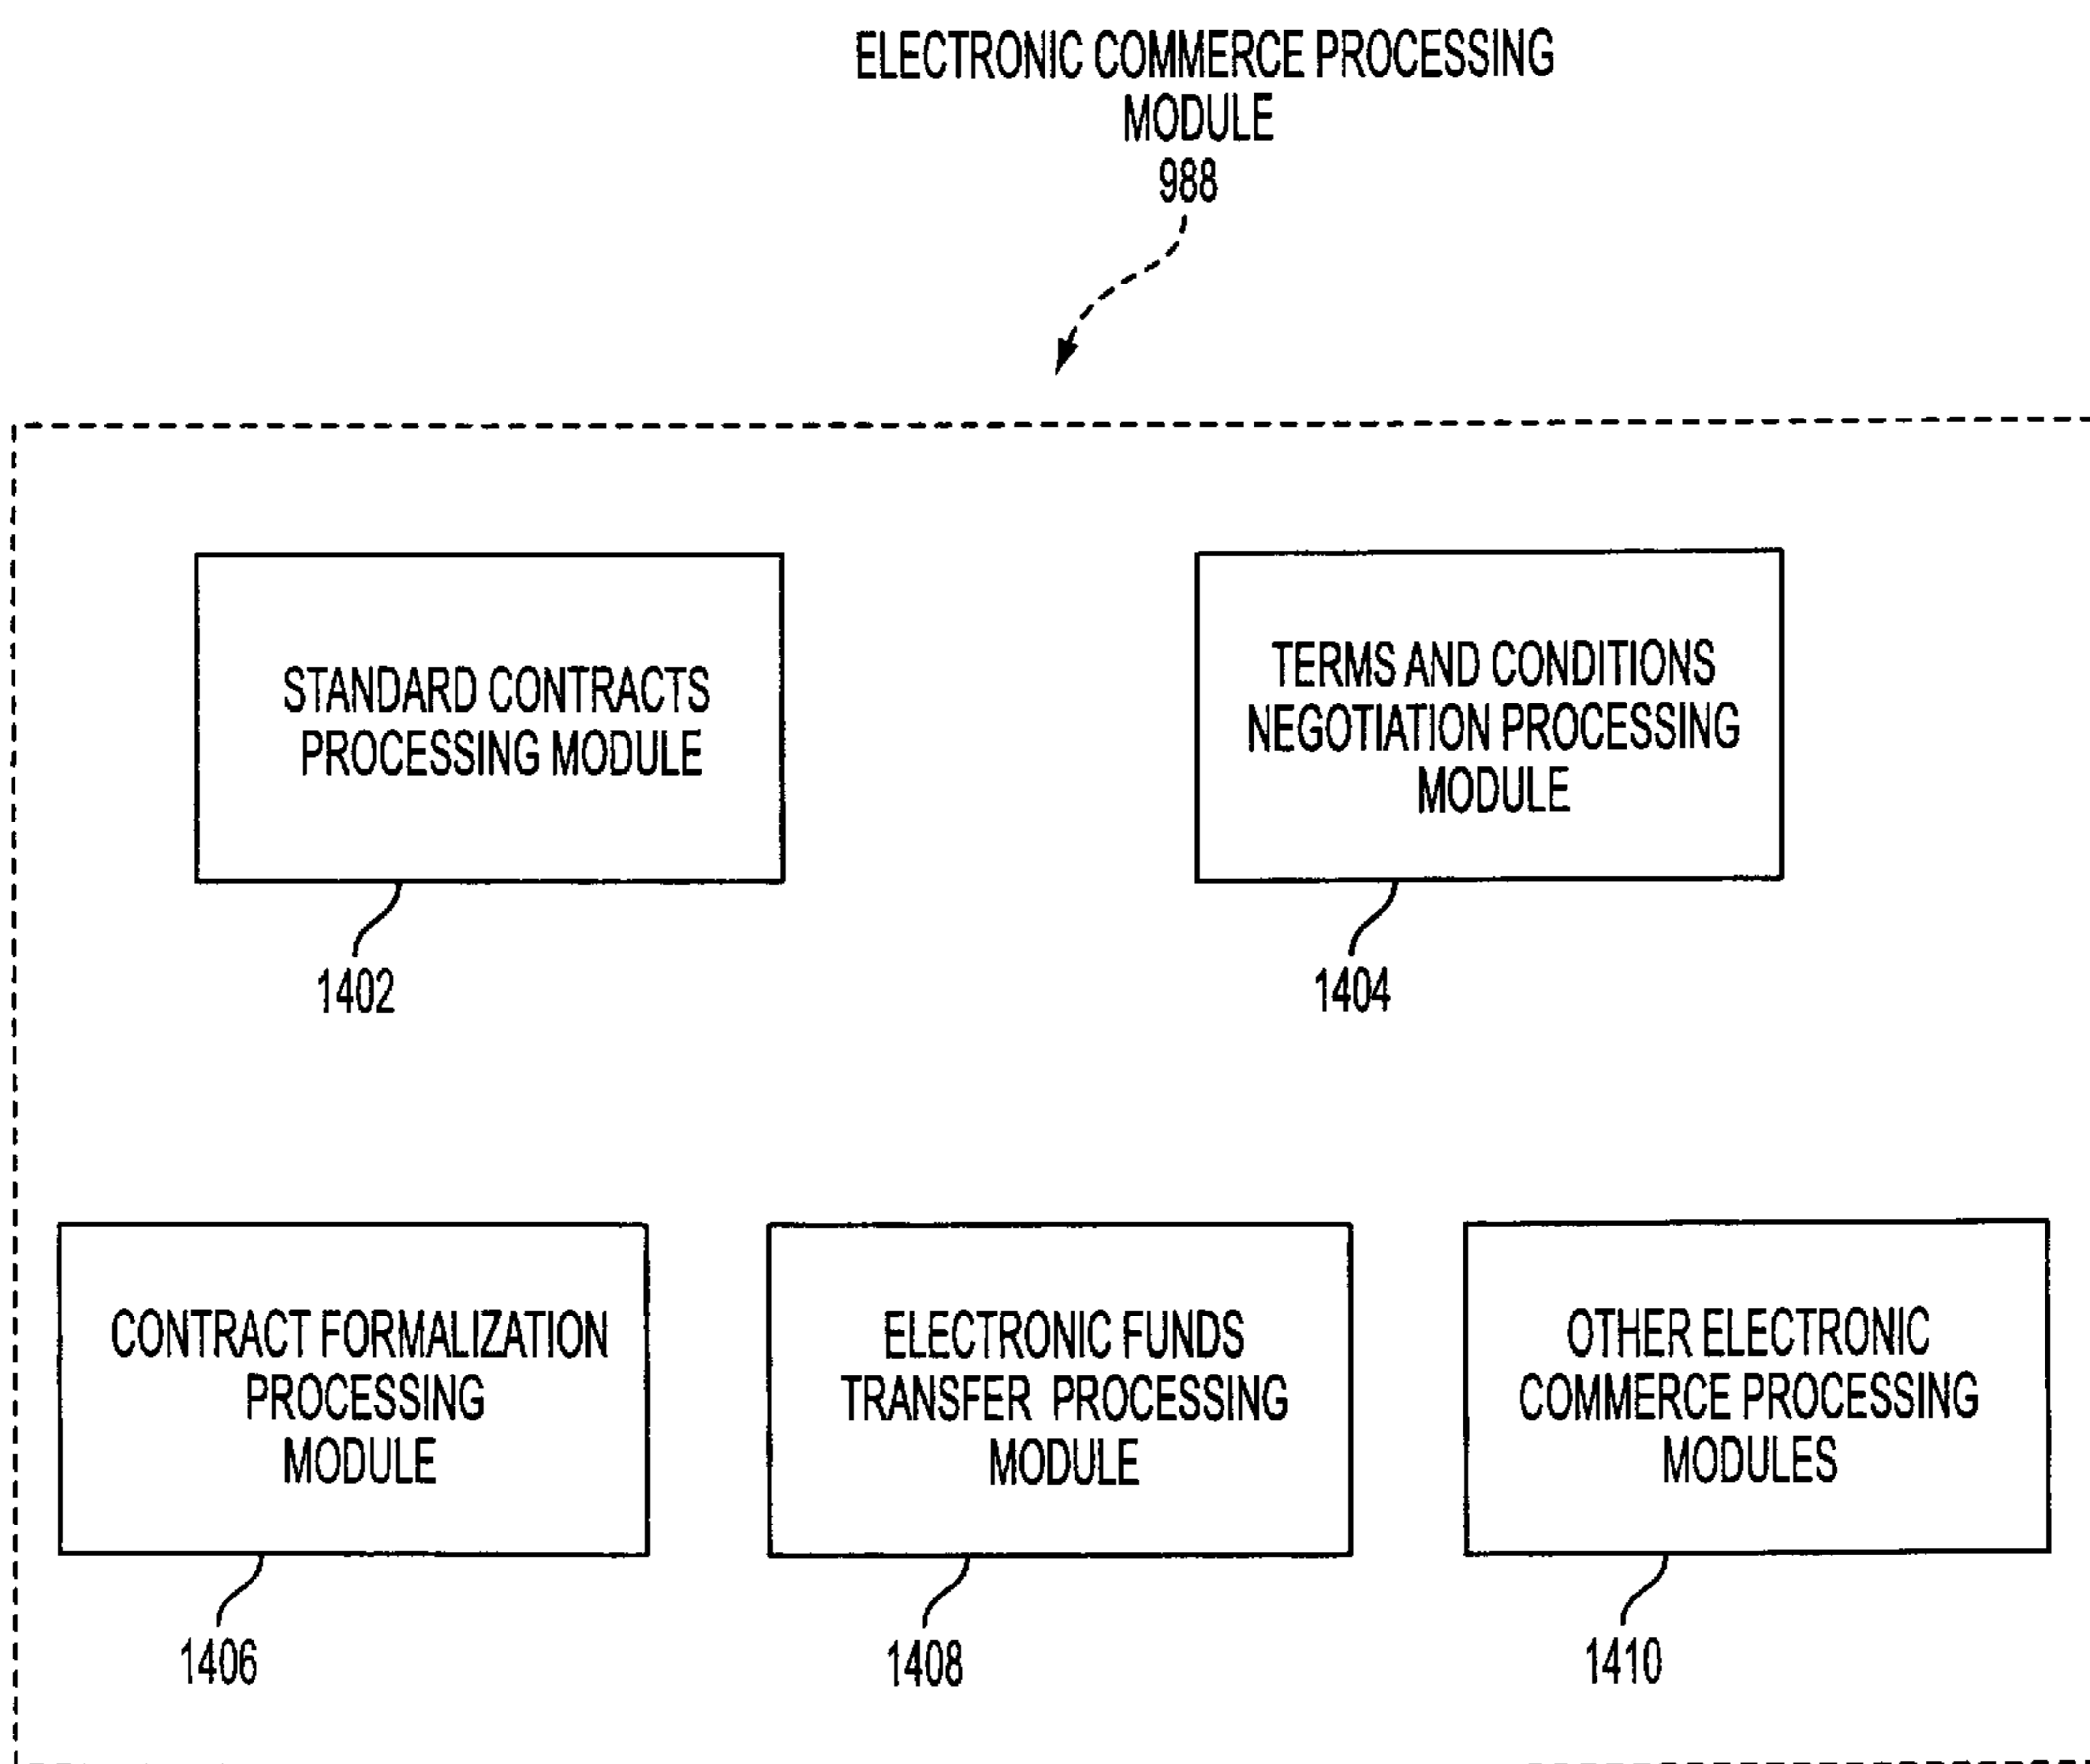 ELECTRONIC COMMERCE PROCESSING
MODULE
988
STANDARD CONTRACTS
PROCESSING MODULE
1402
TERMS AND CONDITIONS
NEGOTIATION PROCESSING
MODULE
1404
CONTRACT FORMALIZATION
PROCESSING
MODULE
1406
ELECTRONIC FUNDS
TRANSFER PROCESSING
MODULE
1408
OTHER ELECTRONIC
COMMERCE PROCESSING
MODULES
1410